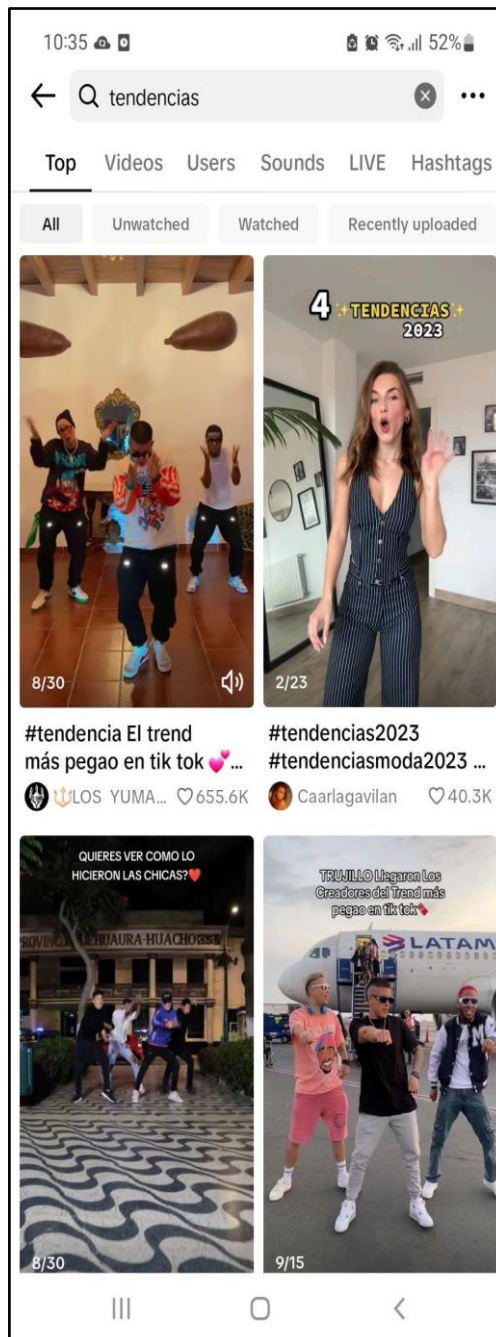 10:35
52%
tendencias
Top Videos Users Sounds LIVE Hashtags
All Unwatched Watched Recently uploaded
8/30
4 ✨TENDENCIAS✨
2023
2/23
#tendencia El trend
más pegao en tik tok 💕...
🔱LOS YUMA... ♡655.6K
#tendencias2023
#tendenciasmoda2023 ...
Caarlagavilan ♡40.3K
QUIERES VER COMO LO
HICIERON LAS CHICAS?❤️
HUAURA-HUACHO
8/30
TRUJILLO Llegaron Los
Creadores del Trend más
pegao en tik tok
LATAM
9/15